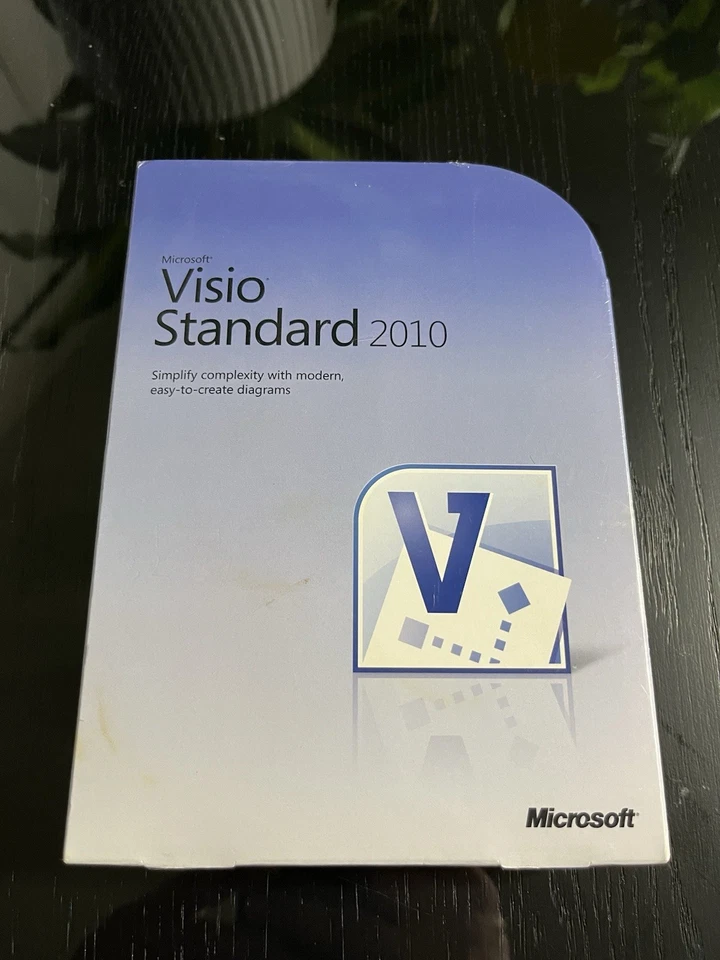 Microsoft®
Visio®
Standard 2010
Simplify complexity with modern,
easy-to-create diagrams
V
Microsoft®